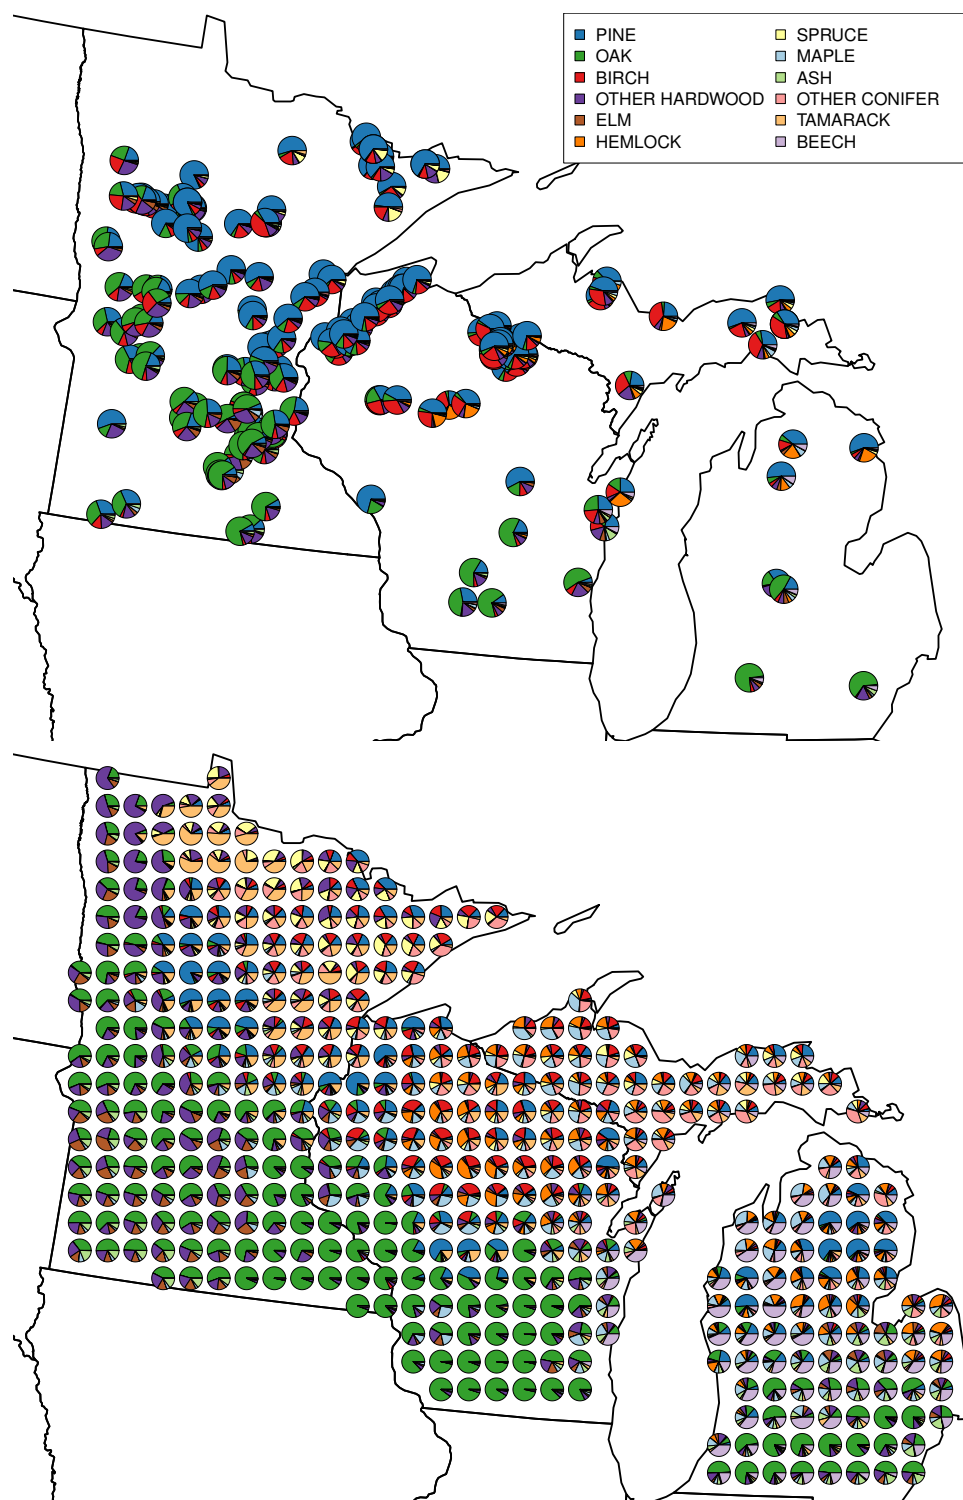 PINE
OAK
BIRCH
OTHER HARDWOOD
ELM
HEMLOCK
SPRUCE
MAPLE
ASH
OTHER CONIFER
TAMARACK
BEECH